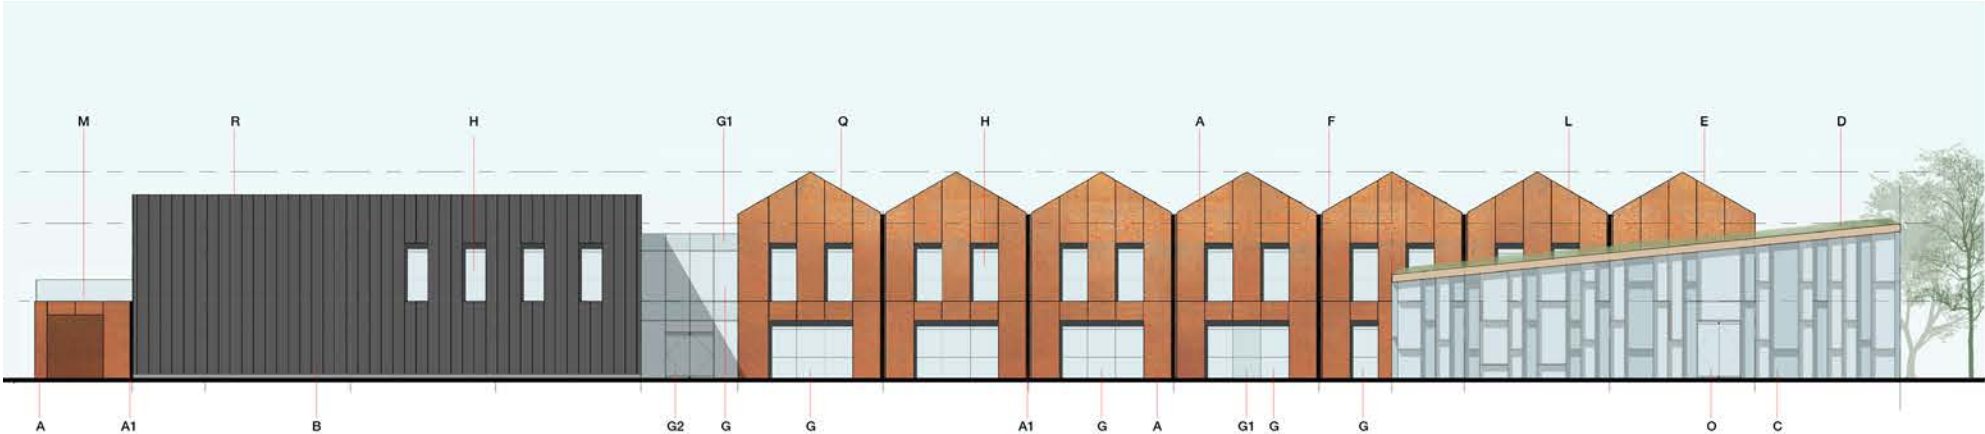 M R H G1 Q H A F L E D
A A1 B G2 G G A1 G A G1 G G O C